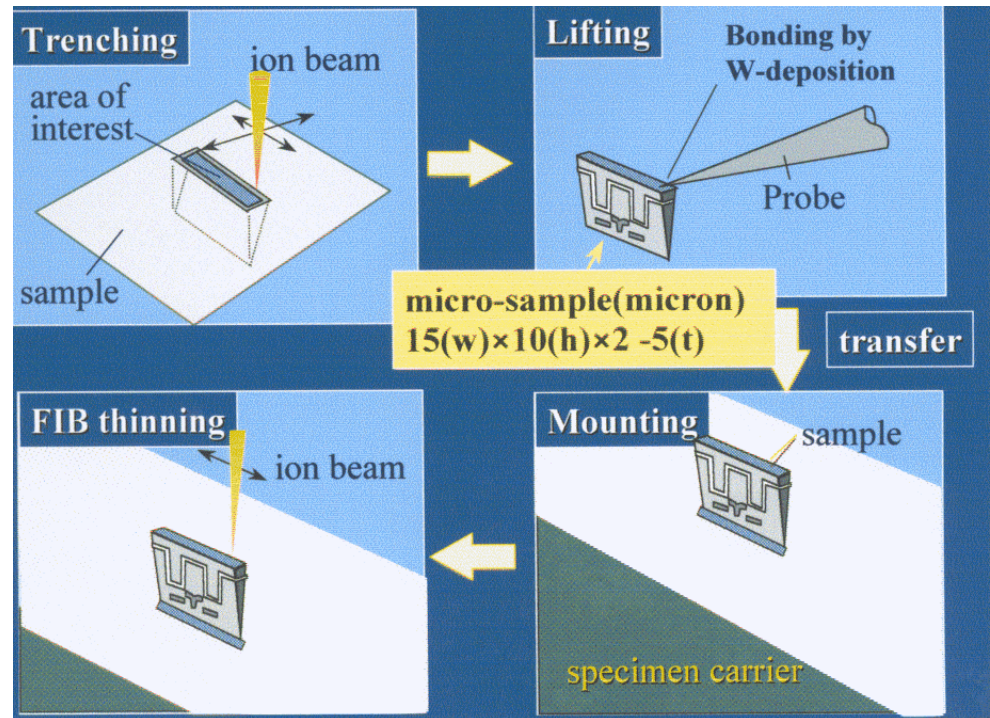 Trenching
ion beam
area of
interest
sample
Lifting
Bonding by
W-deposition
Probe
micro-sample(micron)
15(w)×10(h)×2 -5(t)
transfer
Mounting
sample
specimen carrier
FIB thinning
ion beam